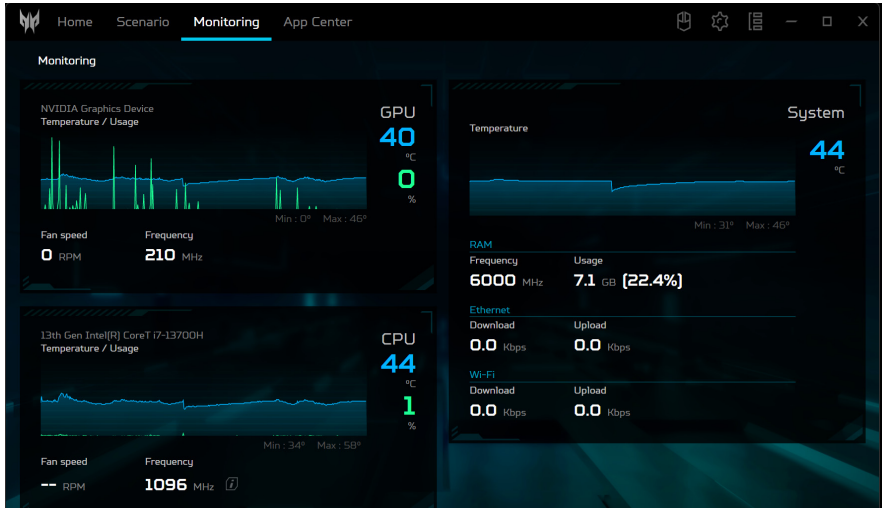 Home Scenario Monitoring App Center
Monitoring
NVIDIA Graphics Device
Temperature / Usage
GPU
40
°C
0
%
Min : 0° Max : 46°
Fan speed Frequency
0 RPM 210 MHz
13th Gen Intel(R) CoreT i7-13700H
Temperature / Usage
CPU
44
°C
1
%
Min : 34° Max : 58°
Fan speed Frequency
-- RPM 1096 MHz i
System
Temperature
44
°C
Min : 31° Max : 46°
RAM
Frequency Usage
6000 MHz 7.1 GB (22.4%)
Ethernet
Download Upload
0.0 Kbps 0.0 Kbps
Wi-Fi
Download Upload
0.0 Kbps 0.0 Kbps